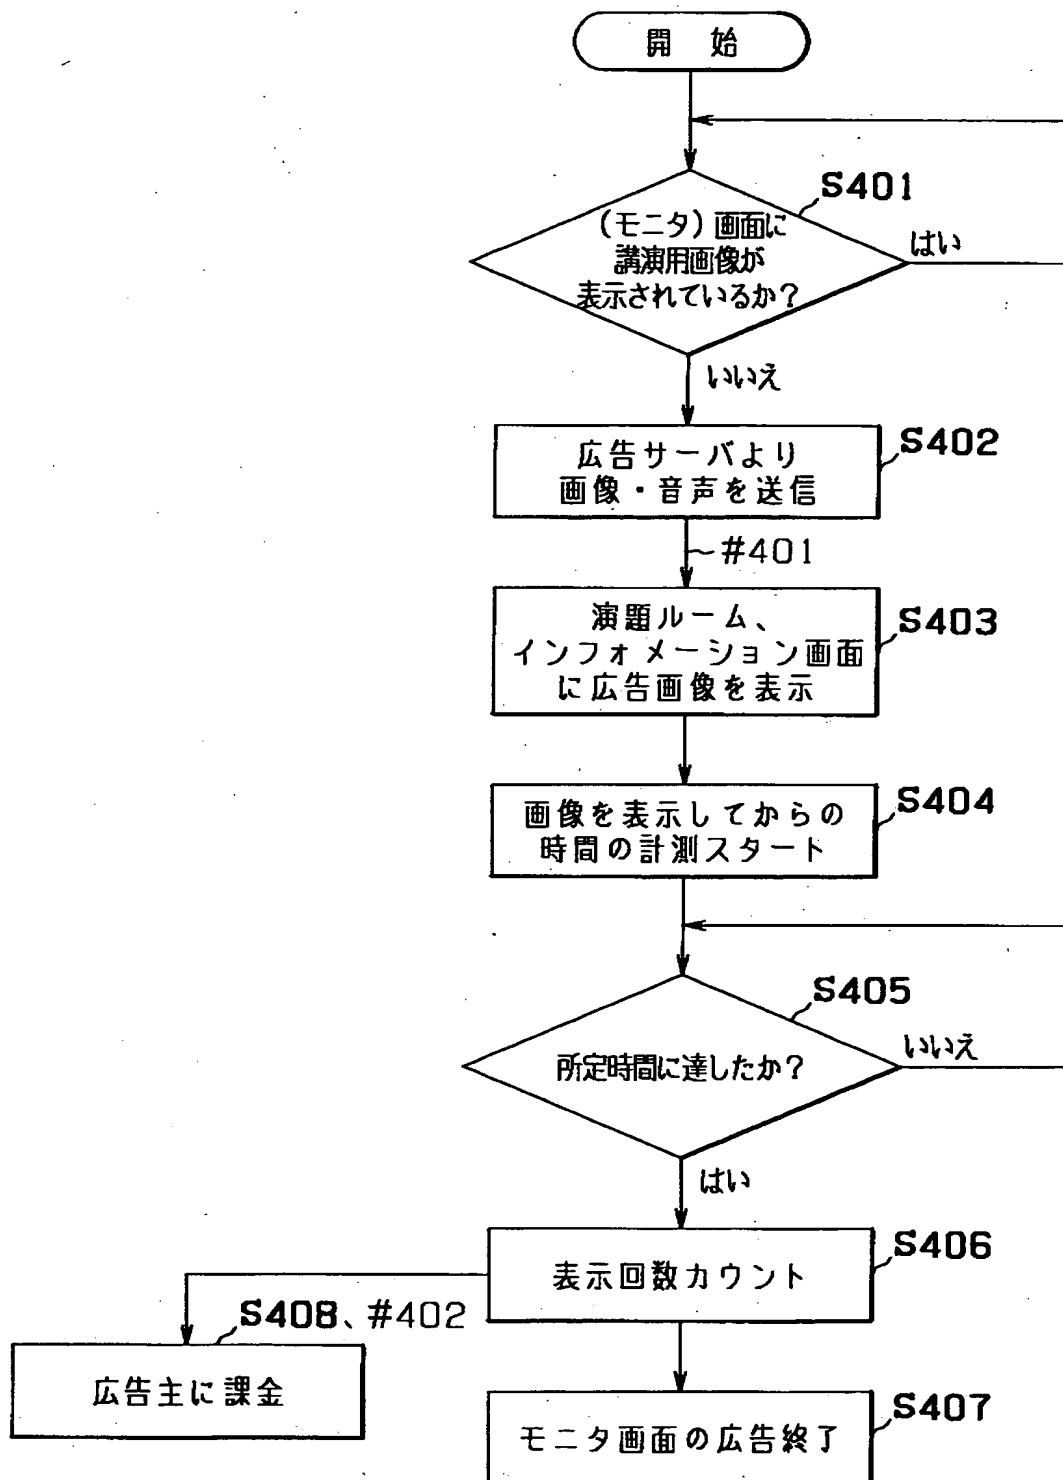 開 始
S401
(モニタ)画面に
講演用画像が
表示されているか?
はい
いいえ
S402
広告サーバより
画像・音声を送信
#401
S403
演題ルーム、
インフォメーション画面
に広告画像を表示
S404
画像を表示してからの
時間の計測スタート
S405
所定時間に達したか?
いいえ
はい
S406
表示回数カウント
S408、#402
広告主に課金
S407
モニタ画面の広告終了